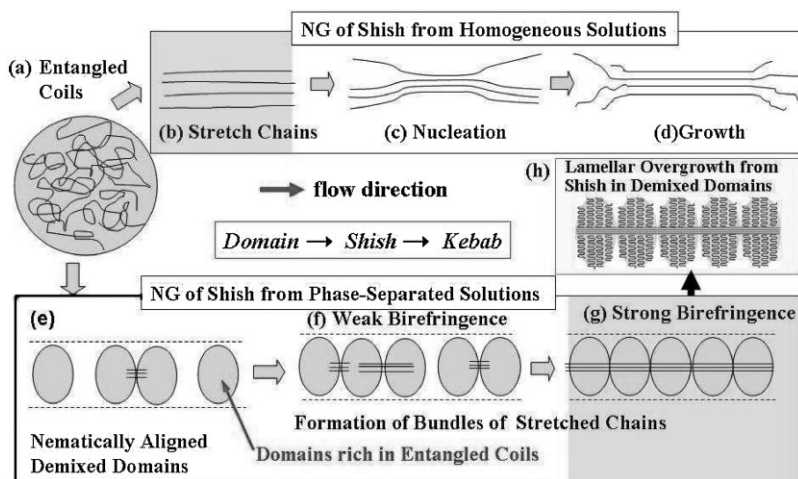 NG of Shish from Homogeneous Solutions
(a) Entangled
Coils
(b) Stretch Chains
(c) Nucleation
(d)Growth
flow direction
Domain → Shish → Kebab
(h)
Lamellar Overgrowth from
Shish in Demixed Domains
NG of Shish from Phase-Separated Solutions
(e)
(f) Weak Birefringence
(g) Strong Birefringence
Formation of Bundles of Stretched Chains
Nematically Aligned
Demixed Domains
Domains rich in Entangled Coils